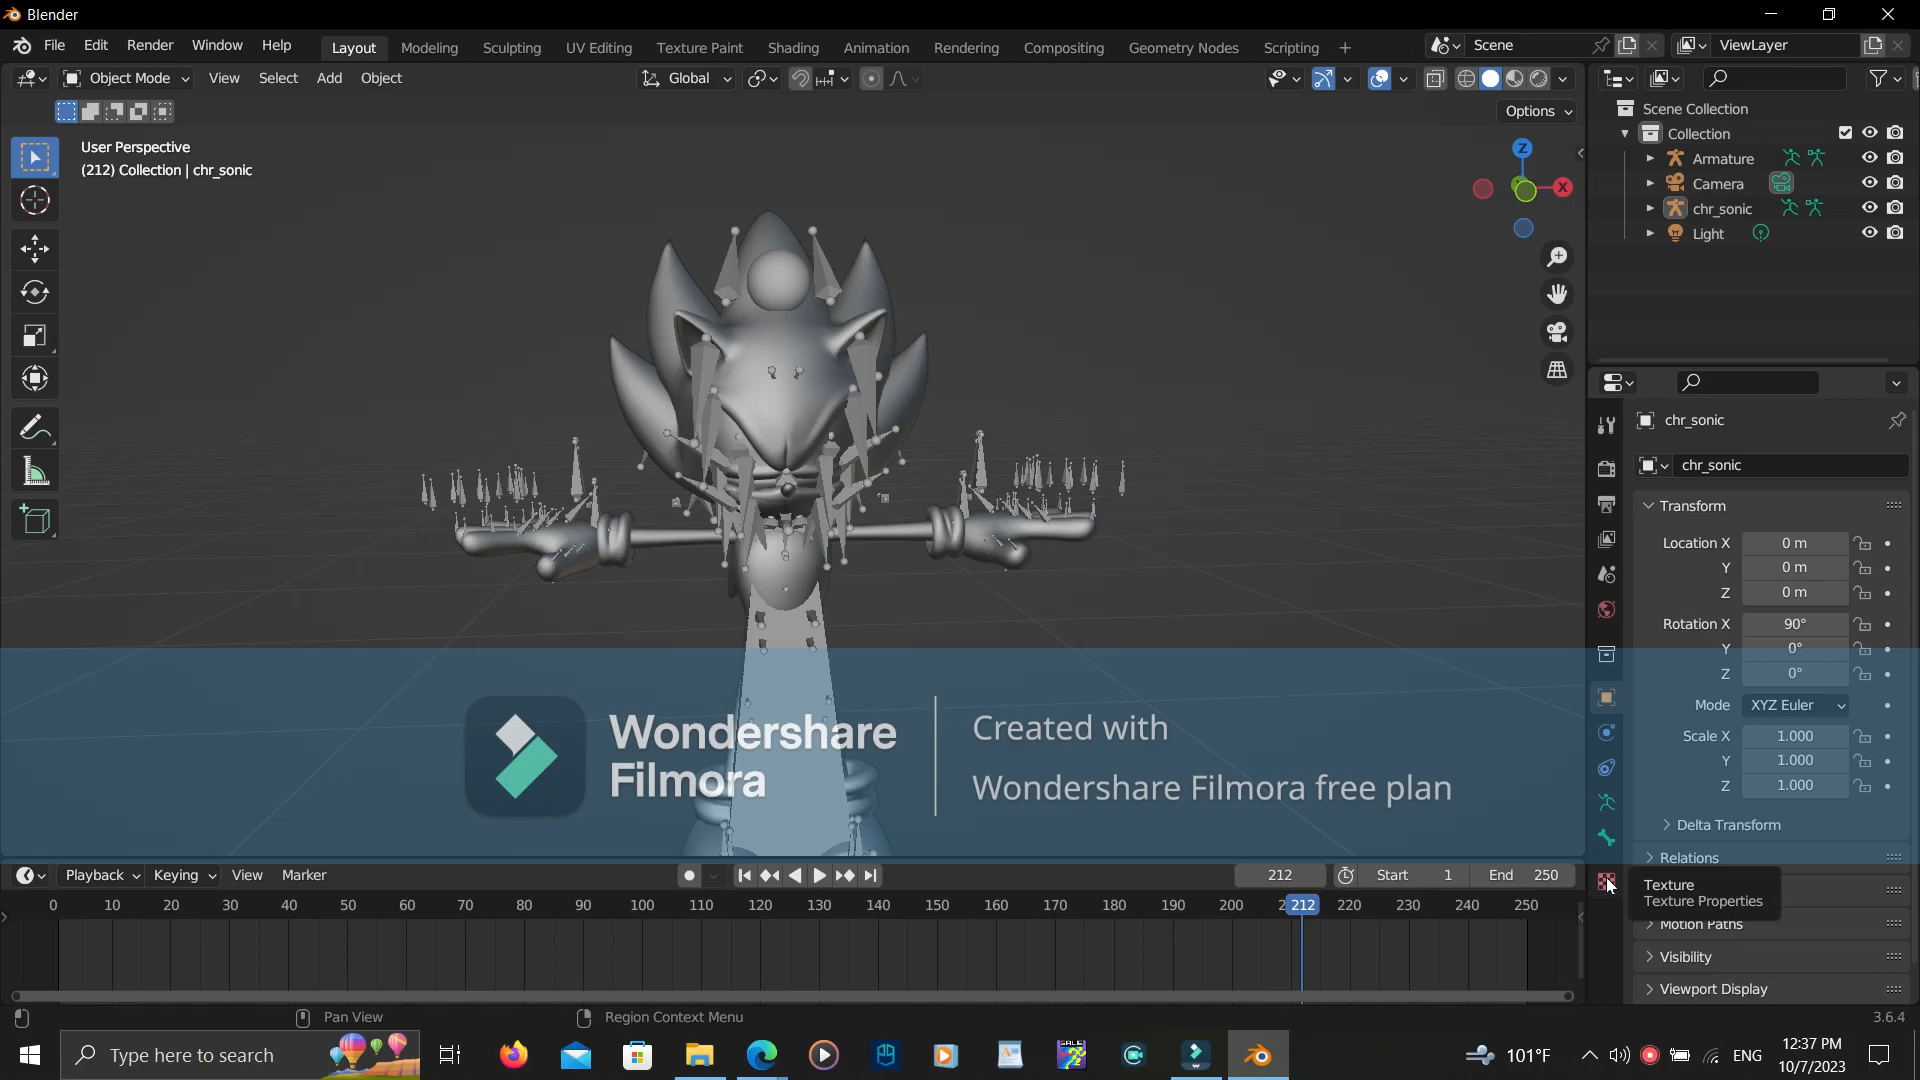 Blender
File Edit Render Window Help Layout Modeling Sculpting UV Editing Texture Paint Shading Animation Rendering Compositing Geometry Nodes Scripting + Scene ViewLayer
Object Mode View Select Add Object Global
Options
User Perspective
(212) Collection | chr_sonic
Z
X
Scene Collection
Collection
Armature
Camera
chr_sonic
Light
chr_sonic
chr_sonic
Transform
Location X 0 m
Y 0 m
Z 0 m
Rotation X 90°
Y 0°
Z 0°
Mode XYZ Euler
Scale X 1.000
Y 1.000
Z 1.000
Delta Transform
Relations
Texture
Texture Properties
Motion Paths
Visibility
Viewport Display
Wondershare
Filmora
Created with
Wondershare Filmora free plan
Playback Keying View Marker 212 Start 1 End 250
0 10 20 30 40 50 60 70 80 90 100 110 120 130 140 150 160 170 180 190 200 212 220 230 240 250
Pan View Region Context Menu 3.6.4
Type here to search
SALE
101°F
ENG
12:37 PM
10/7/2023